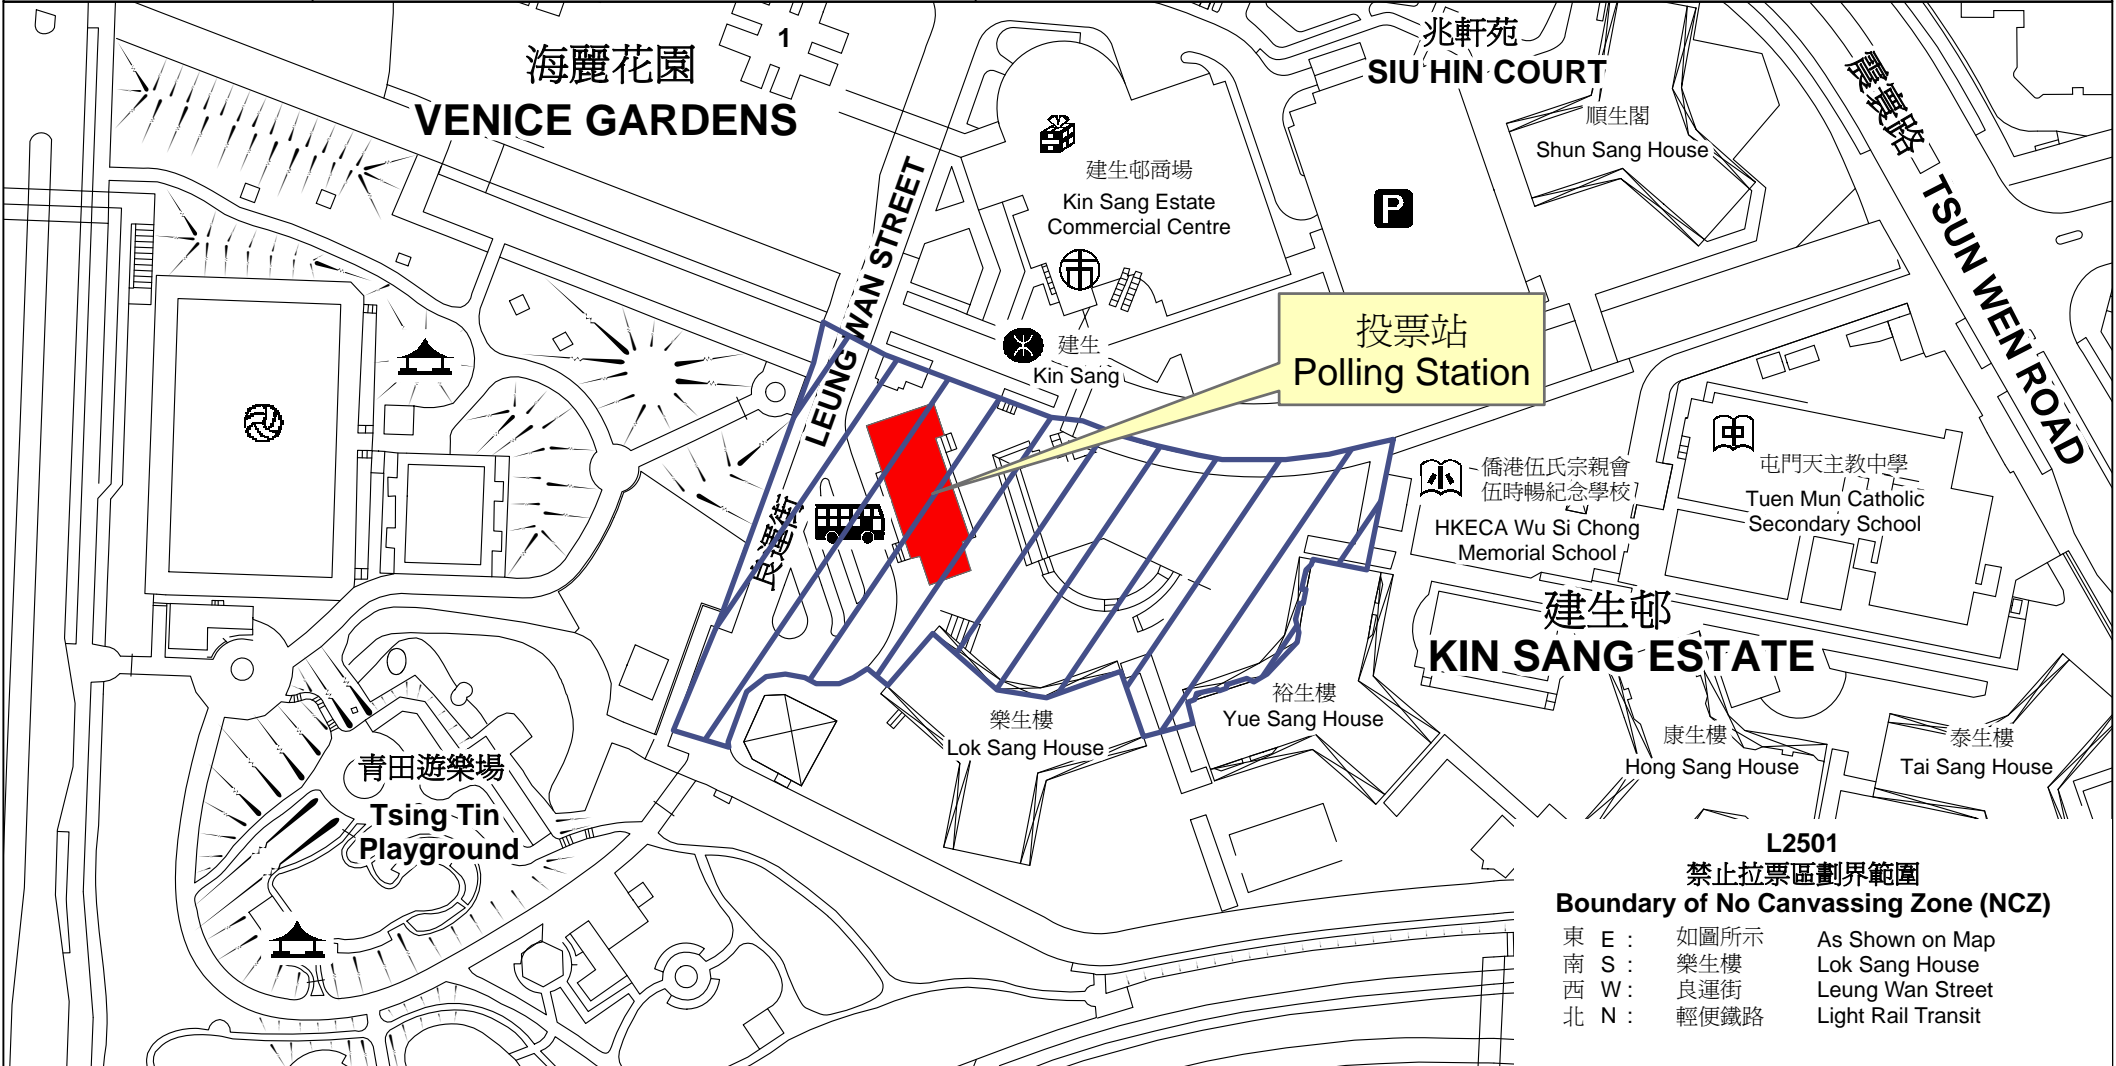 海麗花園
VENICE GARDENS
1
兆軒苑
SIU HIN COURT
順生閣
Shun Sang House
震寰路
TSUN WEN ROAD
建生邨商場
Kin Sang Estate
Commercial Centre
市
P
LEUNG WAN STREET
良運街
建生
Kin Sang
投票站
Polling Station
小
僑港伍氏宗親會
伍時暢紀念學校
HKECA Wu Si Chong
Memorial School
中
屯門天主教中學
Tuen Mun Catholic
Secondary School
建生邨
KIN SANG ESTATE
樂生樓
Lok Sang House
裕生樓
Yue Sang House
康生樓
Hong Sang House
泰生樓
Tai Sang House
青田遊樂場
Tsing Tin
Playground
L2501
禁止拉票區劃界範圍
Boundary of No Canvassing Zone (NCZ)
東 E : 如圖所示 As Shown on Map
南 S : 樂生樓 Lok Sang House
西 W : 良運街 Leung Wan Street
北 N : 輕便鐵路 Light Rail Transit